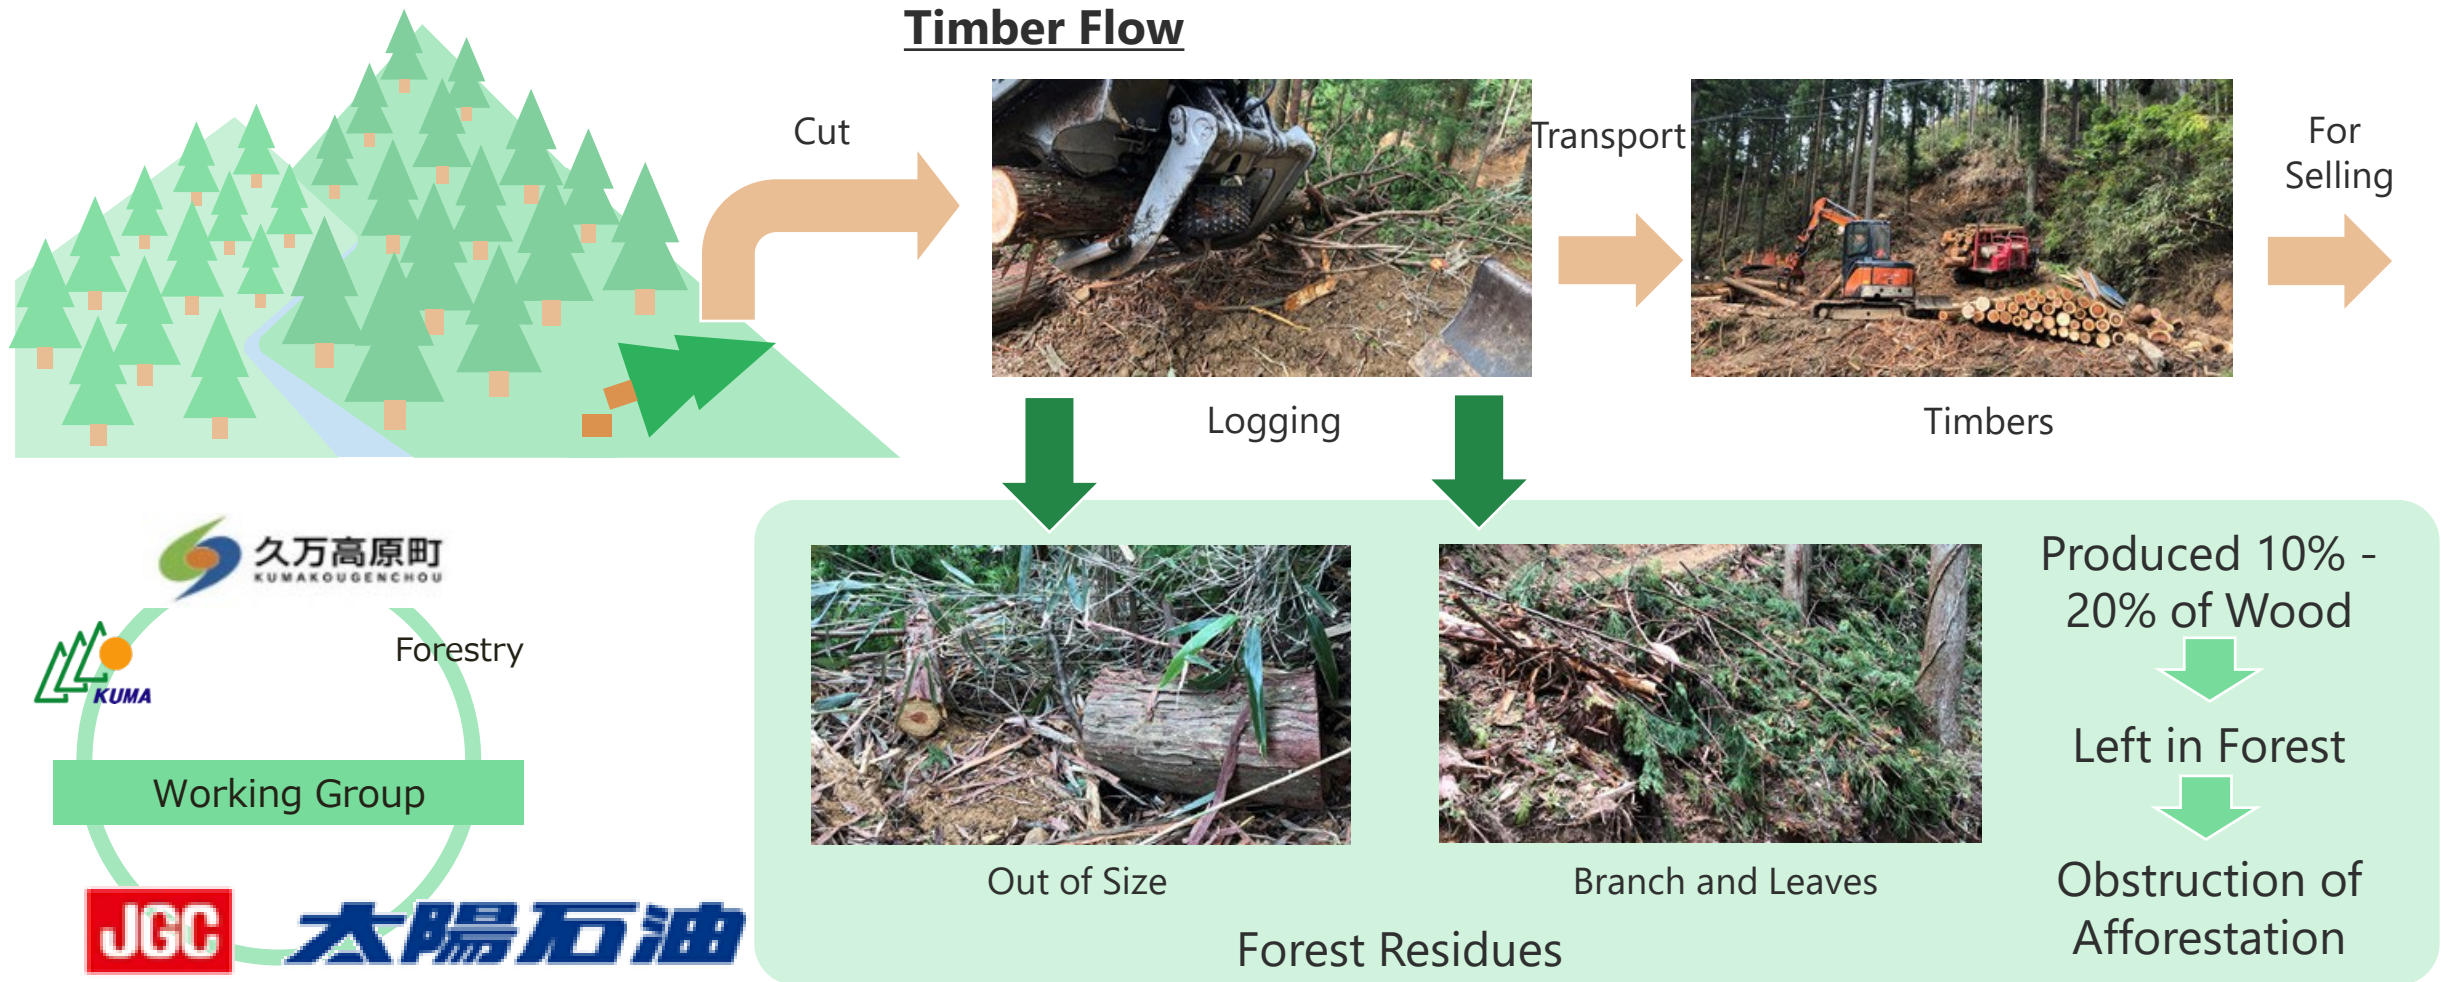 Timber Flow
Cut
Transport
For
Selling
Logging
Timbers
久万高原町
KUMAKOUGENCHOU
Forestry
KUMA
Working Group
JGC
太陽石油
Out of Size
Branch and Leaves
Forest Residues
Produced 10% -
20% of Wood
Left in Forest
Obstruction of
Afforestation